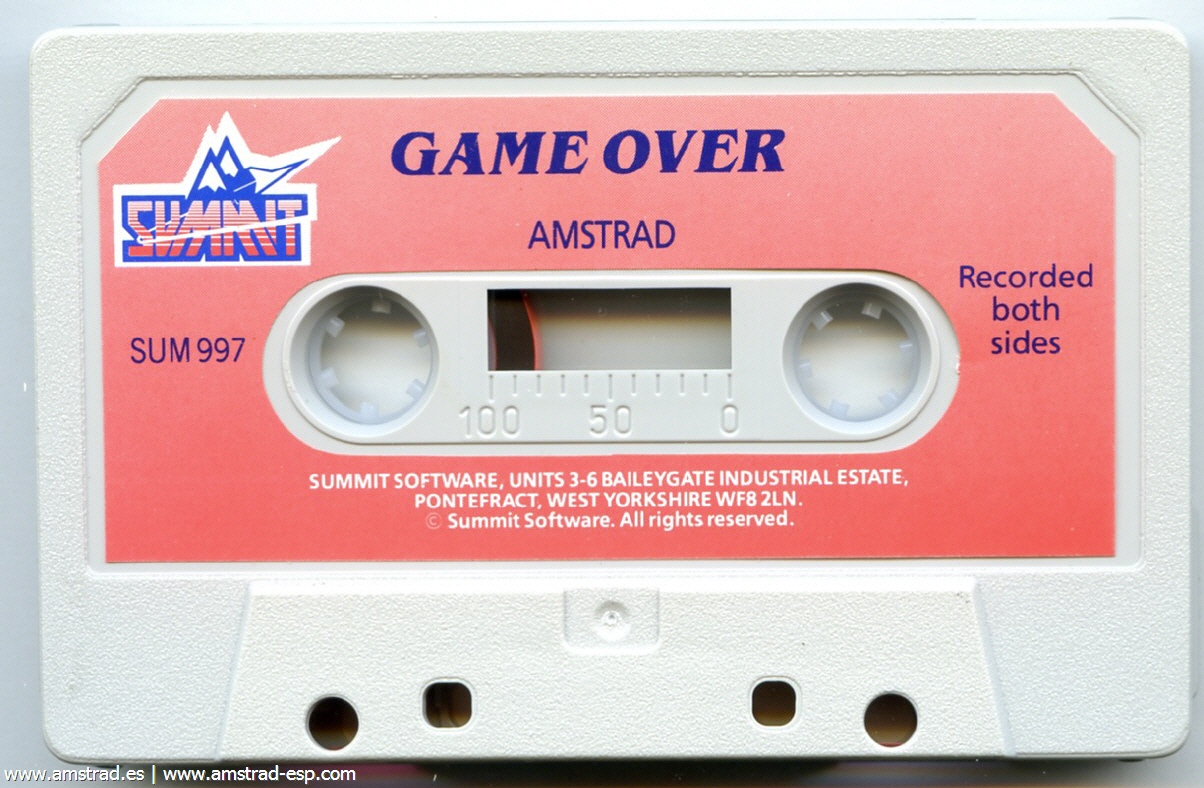 GAME OVER
SUMMIT
AMSTRAD
Recorded
both
sides
SUM 997
100 50 0
SUMMIT SOFTWARE, UNITS 3-6 BAILEYGATE INDUSTRIAL ESTATE,
PONTEFRACT, WEST YORKSHIRE WF8 2LN.
© Summit Software. All rights reserved.
www.amstrad.es | www.amstrad-esp.com